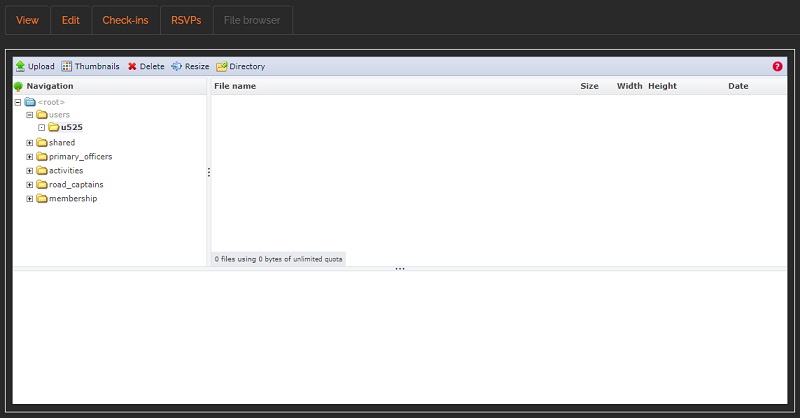 View Edit Check-ins RSVPs File browser
Upload Thumbnails Delete Resize Directory ?
Navigation File name Size Width Height Date
<root>
users
u525
shared
primary_officers
activities
road_captains
membership
0 files using 0 bytes of unlimited quota